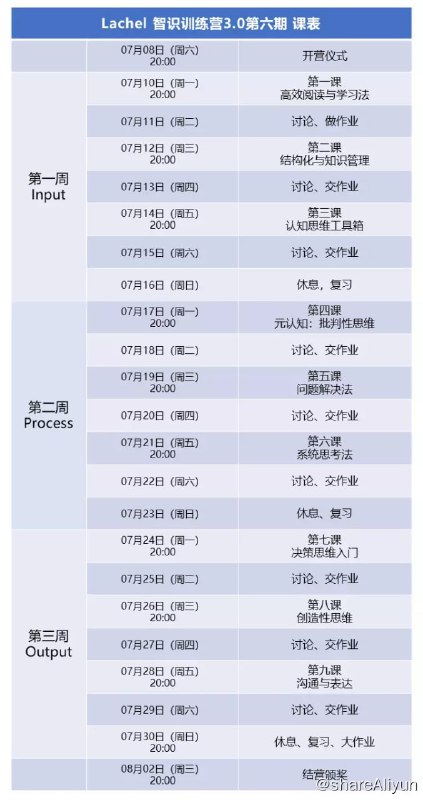 Lachel 智识训练营3.0第六期 课表
07月08日（周六）
20:00
开营仪式
第一周
Input
07月10日（周一）
20:00
第一课
高效阅读与学习法
07月11日（周二）
讨论、做作业
07月12日（周三）
20:00
第二课
结构化与知识管理
07月13日（周四）
讨论、交作业
07月14日（周五）
20:00
第三课
认知思维工具箱
07月15日（周六）
讨论、交作业
07月16日（周日）
休息，复习
第二周
Process
07月17日（周一）
20:00
第四课
元认知：批判性思维
07月18日（周二）
讨论、交作业
07月19日（周三）
20:00
第五课
问题解决法
07月20日（周四）
讨论、交作业
07月21日（周五）
20:00
第六课
系统思考法
07月22日（周六）
讨论、交作业
07月23日（周日）
休息、复习
第三周
Output
07月24日（周一）
20:00
第七课
决策思维入门
07月25日（周二）
讨论、交作业
07月26日（周三）
20:00
第八课
创造性思维
07月27日（周四）
讨论、交作业
07月28日（周五）
20:00
第九课
沟通与表达
07月29日（周六）
讨论、交作业
07月30日（周日）
20:00
休息、复习、大作业
08月02日（周三）
20:00
结营颁奖
@shareAliyun